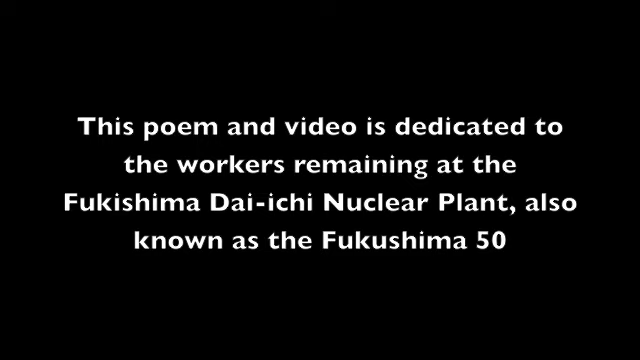 This poem and video is dedicated to
the workers remaining at the
Fukishima Dai-ichi Nuclear Plant, also
known as the Fukushima 50